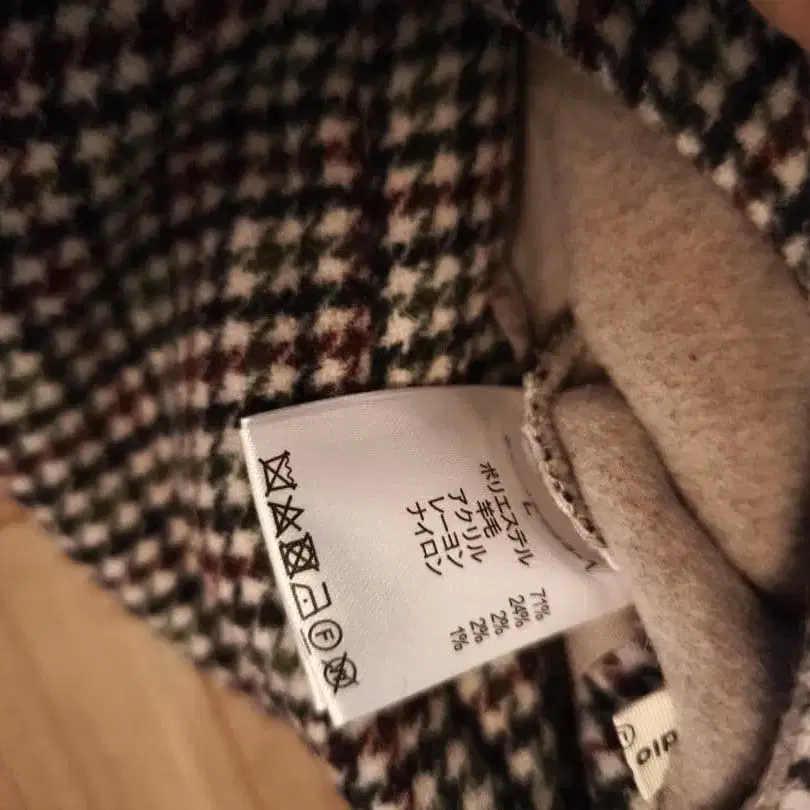 ポリエステル 71%
羊毛 24%
アクリル 2%
レーヨン 2%
ナイロン 1%
F
dio